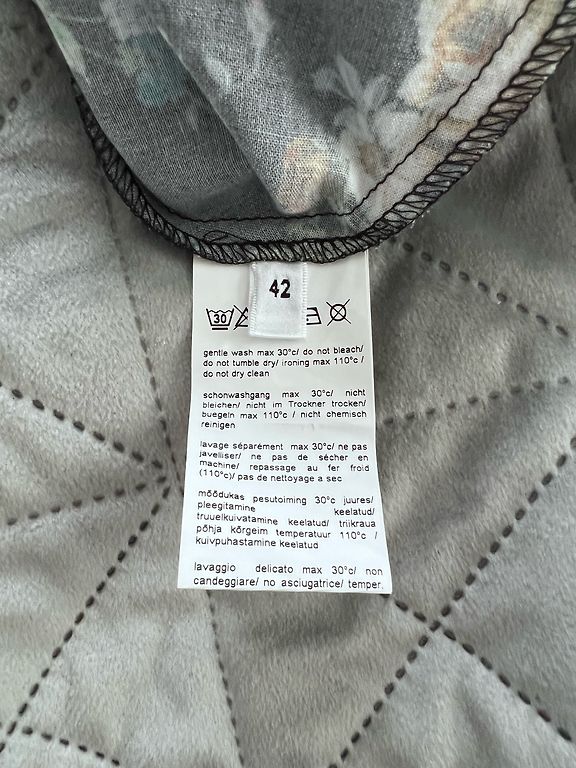 42
30
gentle wash max 30°c/ do not bleach/
do not tumble dry/ ironing max 110°c /
do not dry clean
schonwashgang max 30°c/ nicht
bleichen/ nicht im Trockner trocken/
buegeln max 110°c / nicht chemisch
reinigen
lavage séparement max 30°c/ ne pas
javelliser/ ne pas de sécher en
machine/ repassage au fer froid
(110°c)/ pas de nettoyage a sec
mõõdukas pesutoiming 30°c juures/
pleegitamine keelatud/
truuelkuivatamine keelatud/ triikraua
põhja kõrgeim temperatuur 110°c /
kuivpuhastamine keelatud
lavaggio delicato max 30°c/ non
candeggiare/ no asciugatrice/ temper.